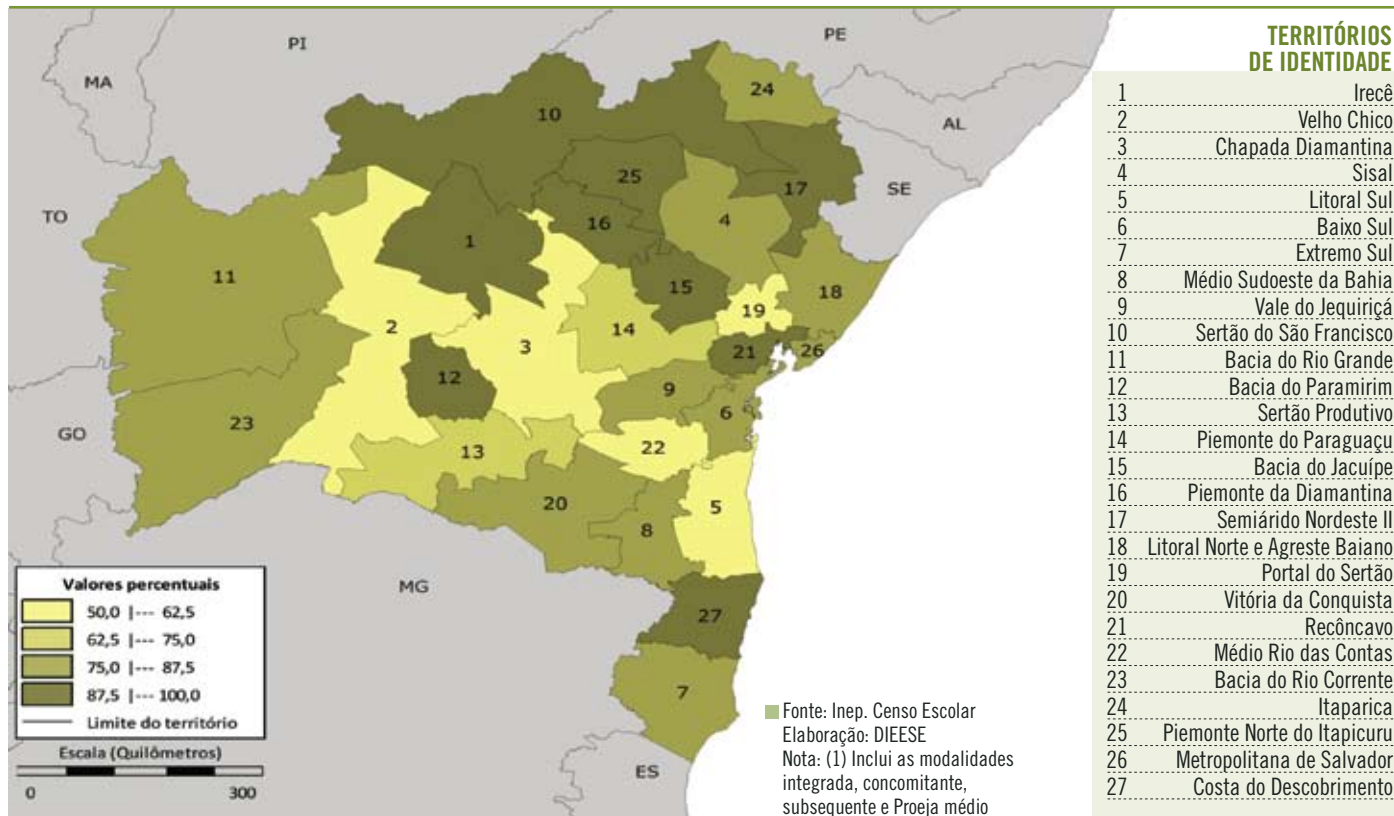 PI
PE
MA
24
10
AL
25
17
SE
TO
16
4
1
11
15
18
19
2
14
3
21
26
12
9
6
23
GO
22
13
5
20
8
MG
27
7
ES
Valores percentuais
50,0 |--- 62,5
62,5 |--- 75,0
75,0 |--- 87,5
87,5 |--- 100,0
Limite do território
Escala (Quilômetros)
0 300
Fonte: Inep. Censo Escolar
Elaboração: DIEESE
Nota: (1) Inclui as modalidades
integrada, concomitante,
subsequente e Proeja médio
TERRITÓRIOS
DE IDENTIDADE
1 Irecê
2 Velho Chico
3 Chapada Diamantina
4 Sisal
5 Litoral Sul
6 Baixo Sul
7 Extremo Sul
8 Médio Sudoeste da Bahia
9 Vale do Jequiriçá
10 Sertão do São Francisco
11 Bacia do Rio Grande
12 Bacia do Paramirim
13 Sertão Produtivo
14 Piemonte do Paraguaçu
15 Bacia do Jacuípe
16 Piemonte da Diamantina
17 Semiárido Nordeste II
18 Litoral Norte e Agreste Baiano
19 Portal do Sertão
20 Vitória da Conquista
21 Recôncavo
22 Médio Rio das Contas
23 Bacia do Rio Corrente
24 Itaparica
25 Piemonte Norte do Itapicuru
26 Metropolitana de Salvador
27 Costa do Descobrimento